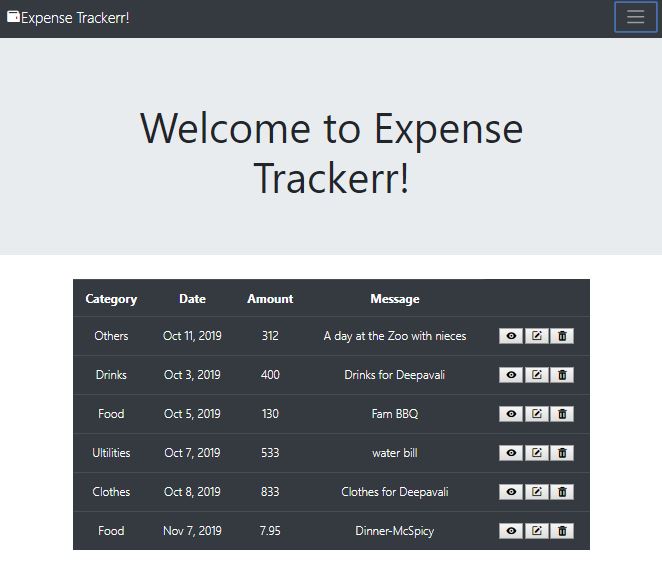 Expense Trackerr!
Welcome to Expense
Trackerr!
Category Date Amount Message
Others Oct 11, 2019 312 A day at the Zoo with nieces
Drinks Oct 3, 2019 400 Drinks for Deepavali
Food Oct 5, 2019 130 Fam BBQ
Ultilities Oct 7, 2019 533 water bill
Clothes Oct 8, 2019 833 Clothes for Deepavali
Food Nov 7, 2019 7.95 Dinner-McSpicy